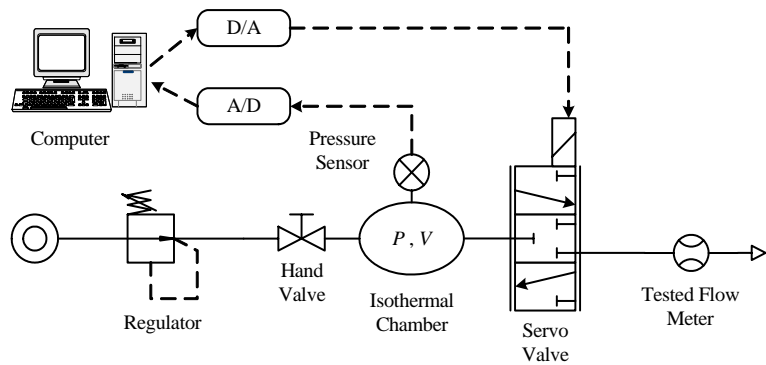 D/A
A/D
Computer
Pressure
Sensor
P , V
Hand
Valve
Isothermal
Chamber
Regulator
Servo
Valve
Tested Flow
Meter